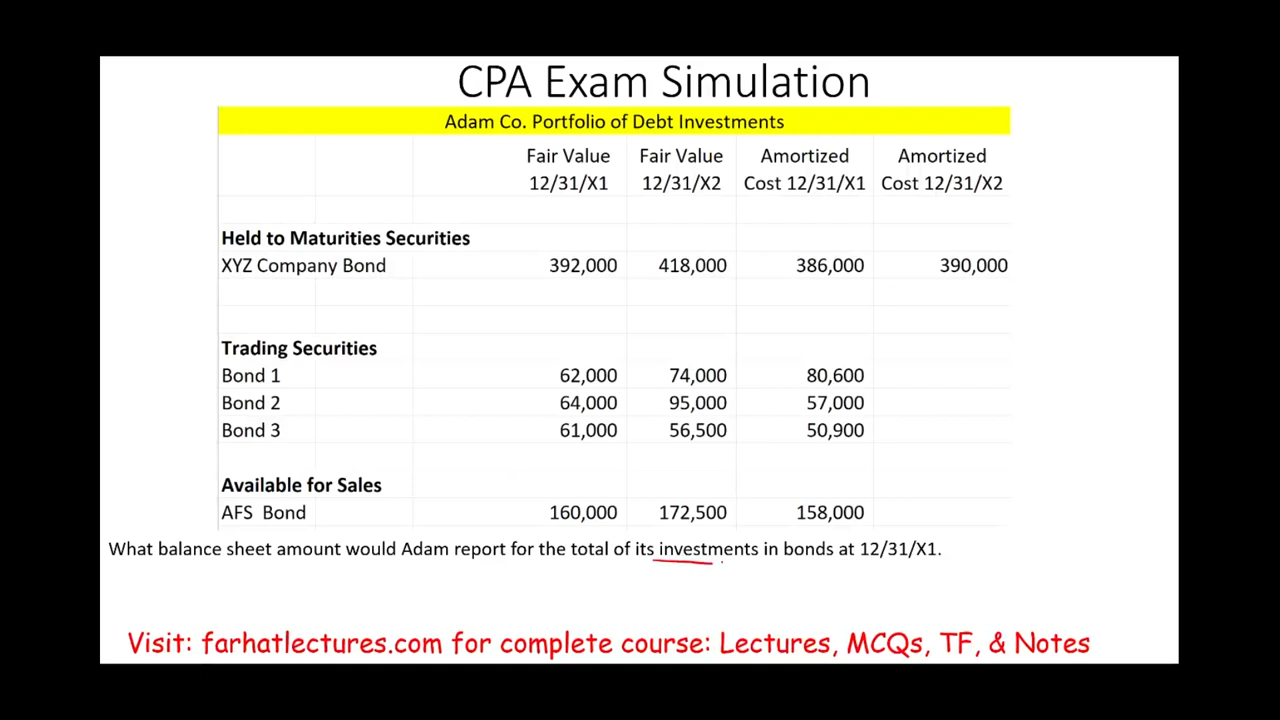 CPA Exam Simulation
Adam Co. Portfolio of Debt Investments
Fair Value Fair Value Amortized Amortized
12/31/X1 12/31/X2 Cost 12/31/X1 Cost 12/31/X2
Held to Maturities Securities
XYZ Company Bond 392,000 418,000 386,000 390,000
Trading Securities
Bond 1 62,000 74,000 80,600
Bond 2 64,000 95,000 57,000
Bond 3 61,000 56,500 50,900
Available for Sales
AFS Bond 160,000 172,500 158,000
What balance sheet amount would Adam report for the total of its investments in bonds at 12/31/X1.
Visit: farhatlectures.com for complete course: Lectures, MCQs, TF, & Notes